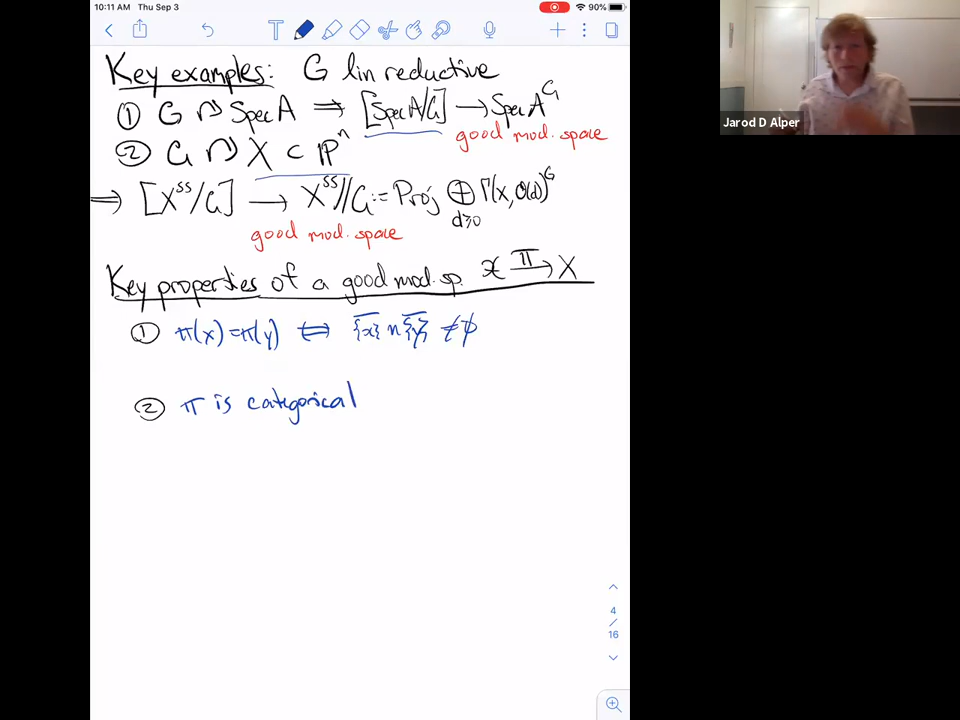 10:11 AM Thu Sep 3
90%
Key examples: G lin reductive
① G ↷ Spec A ⇒ [Spec A/G] → Spec A^G
good mod. space
② G ↷ X ⊂ ℙ^n
⇒ [X^ss/G] → X^ss//G := Proj ⊕_{d≥0} Γ(X, O(d))^G
good mod. space
Key properties of a good mod. sp. 𝒳 —π→ X
① π(x)=π(y) ⇔ \overline{{x}} ∩ \overline{{y}} ≠ ∅
② π is categorical
4
/
16
Jarod D Alper